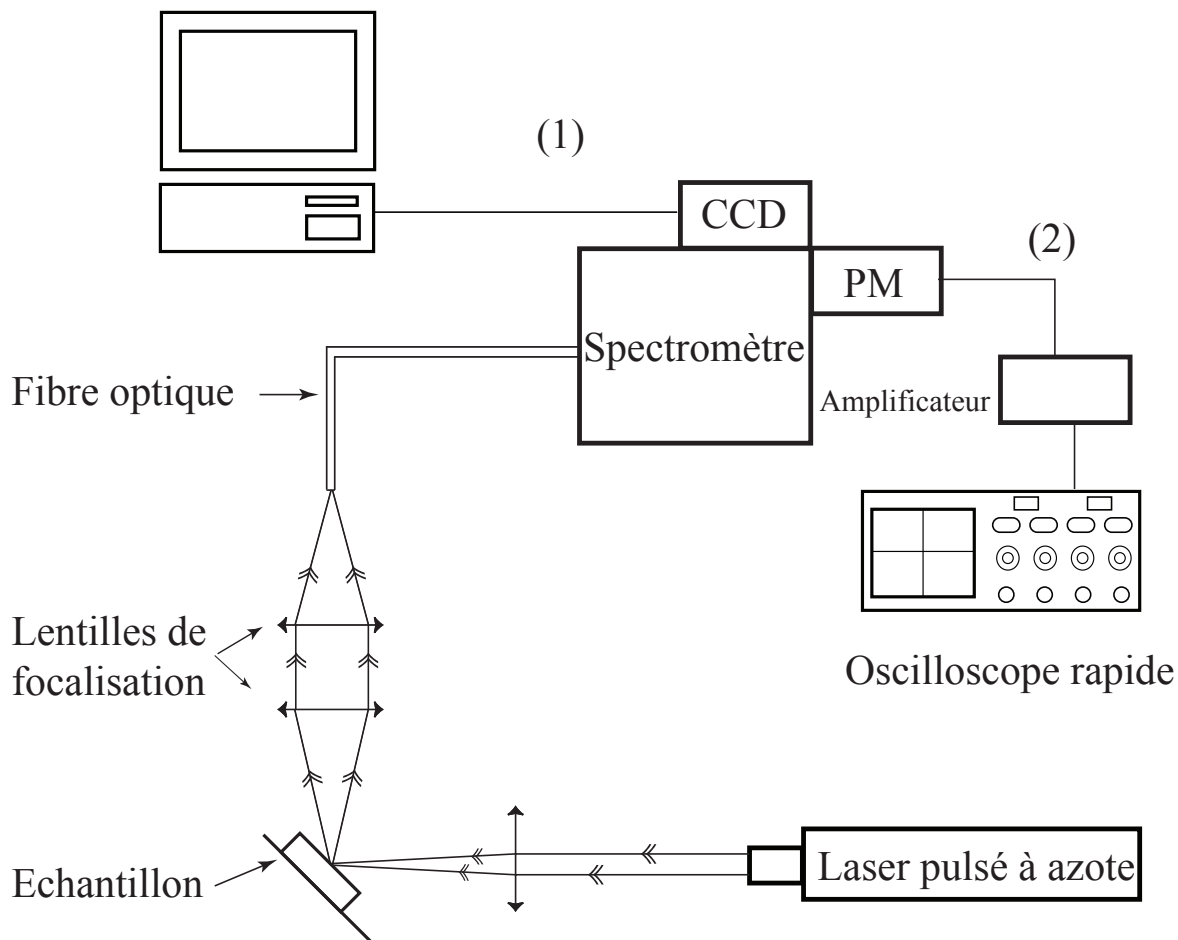 (1)
CCD
(2)
PM
Spectromètre
Fibre optique
Amplificateur
Lentilles de
focalisation
Oscilloscope rapide
Echantillon
Laser pulsé à azote